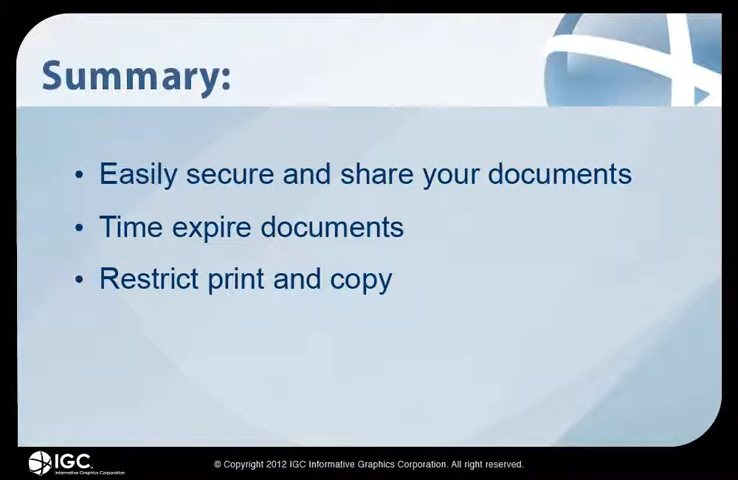 Summary:
• Easily secure and share your documents
• Time expire documents
• Restrict print and copy
IGC.
Informative Graphics Corporation
© Copyright 2012 IGC Informative Graphics Corporation. All right reserved.